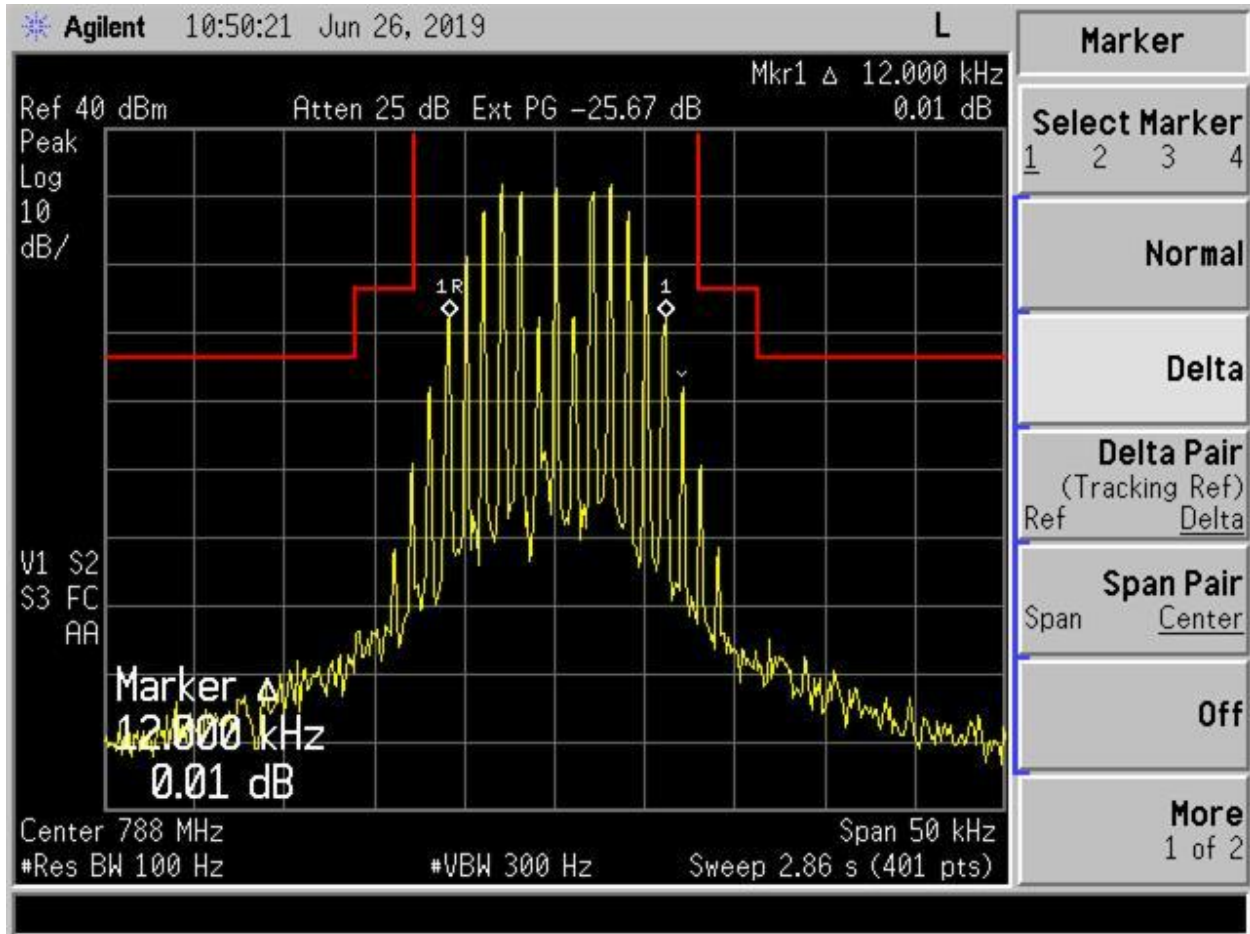 Agilent 10:50:21 Jun 26, 2019 L
Mkr1 Δ 12.000 kHz
Ref 40 dBm Atten 25 dB Ext PG -25.67 dB 0.01 dB
Peak
Log
10
dB/
1R 1
V1 S2
S3 FC
AA
Marker Δ
12.000 kHz
0.01 dB
Center 788 MHz Span 50 kHz
#Res BW 100 Hz #VBW 300 Hz Sweep 2.86 s (401 pts)
Marker
Select Marker
1 2 3 4
Normal
Delta
Delta Pair
(Tracking Ref)
Ref Delta
Span Pair
Span Center
Off
More
1 of 2